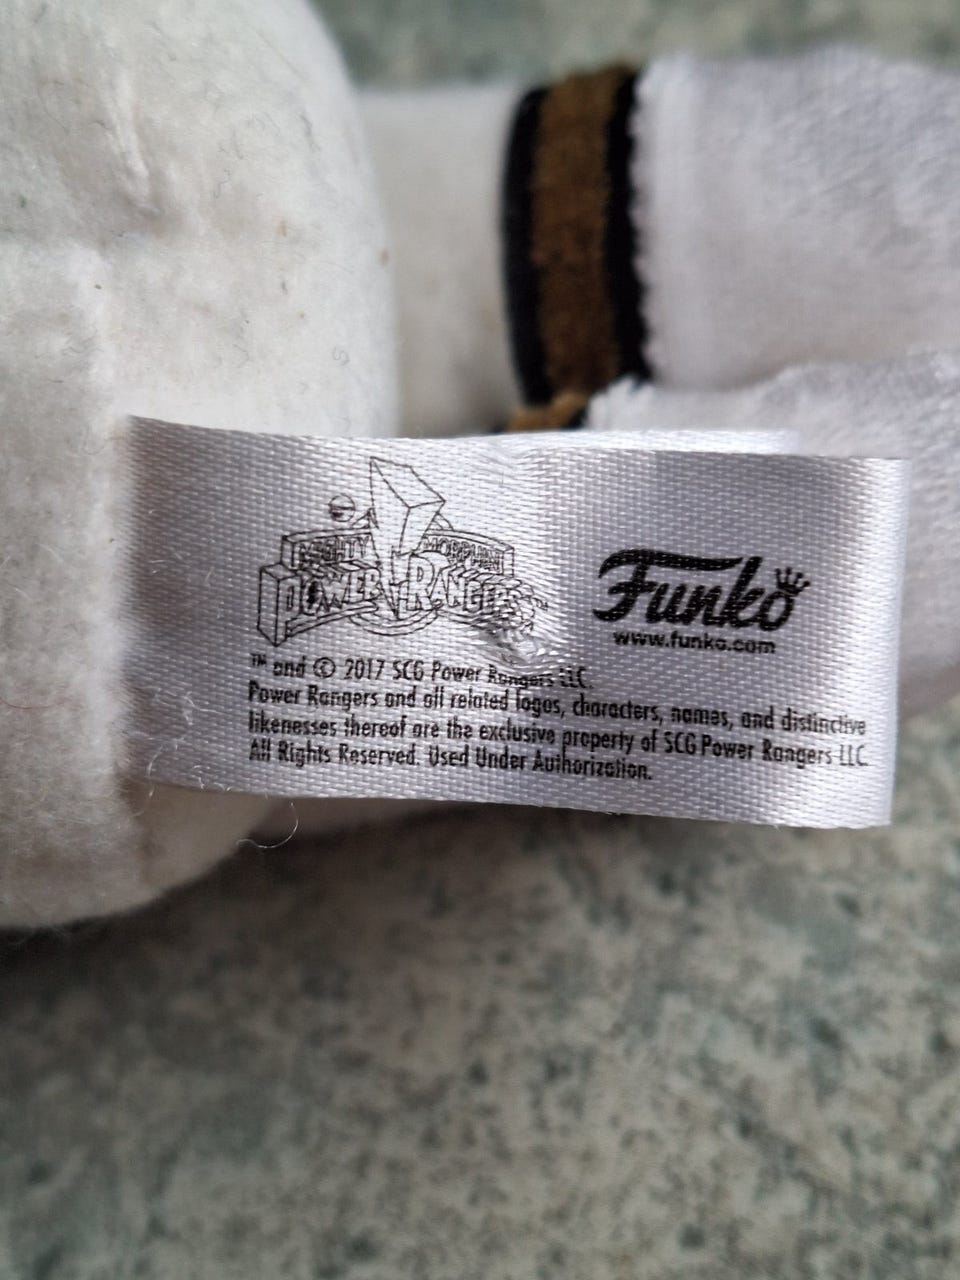 MIGHTY MORPHIN
POWER RANGERS™
Funko
www.funko.com
™ and © 2017 SCG Power Rangers LLC.
Power Rangers and all related logos, characters, names, and distinctive
likenesses thereof are the exclusive property of SCG Power Rangers LLC.
All Rights Reserved. Used Under Authorization.